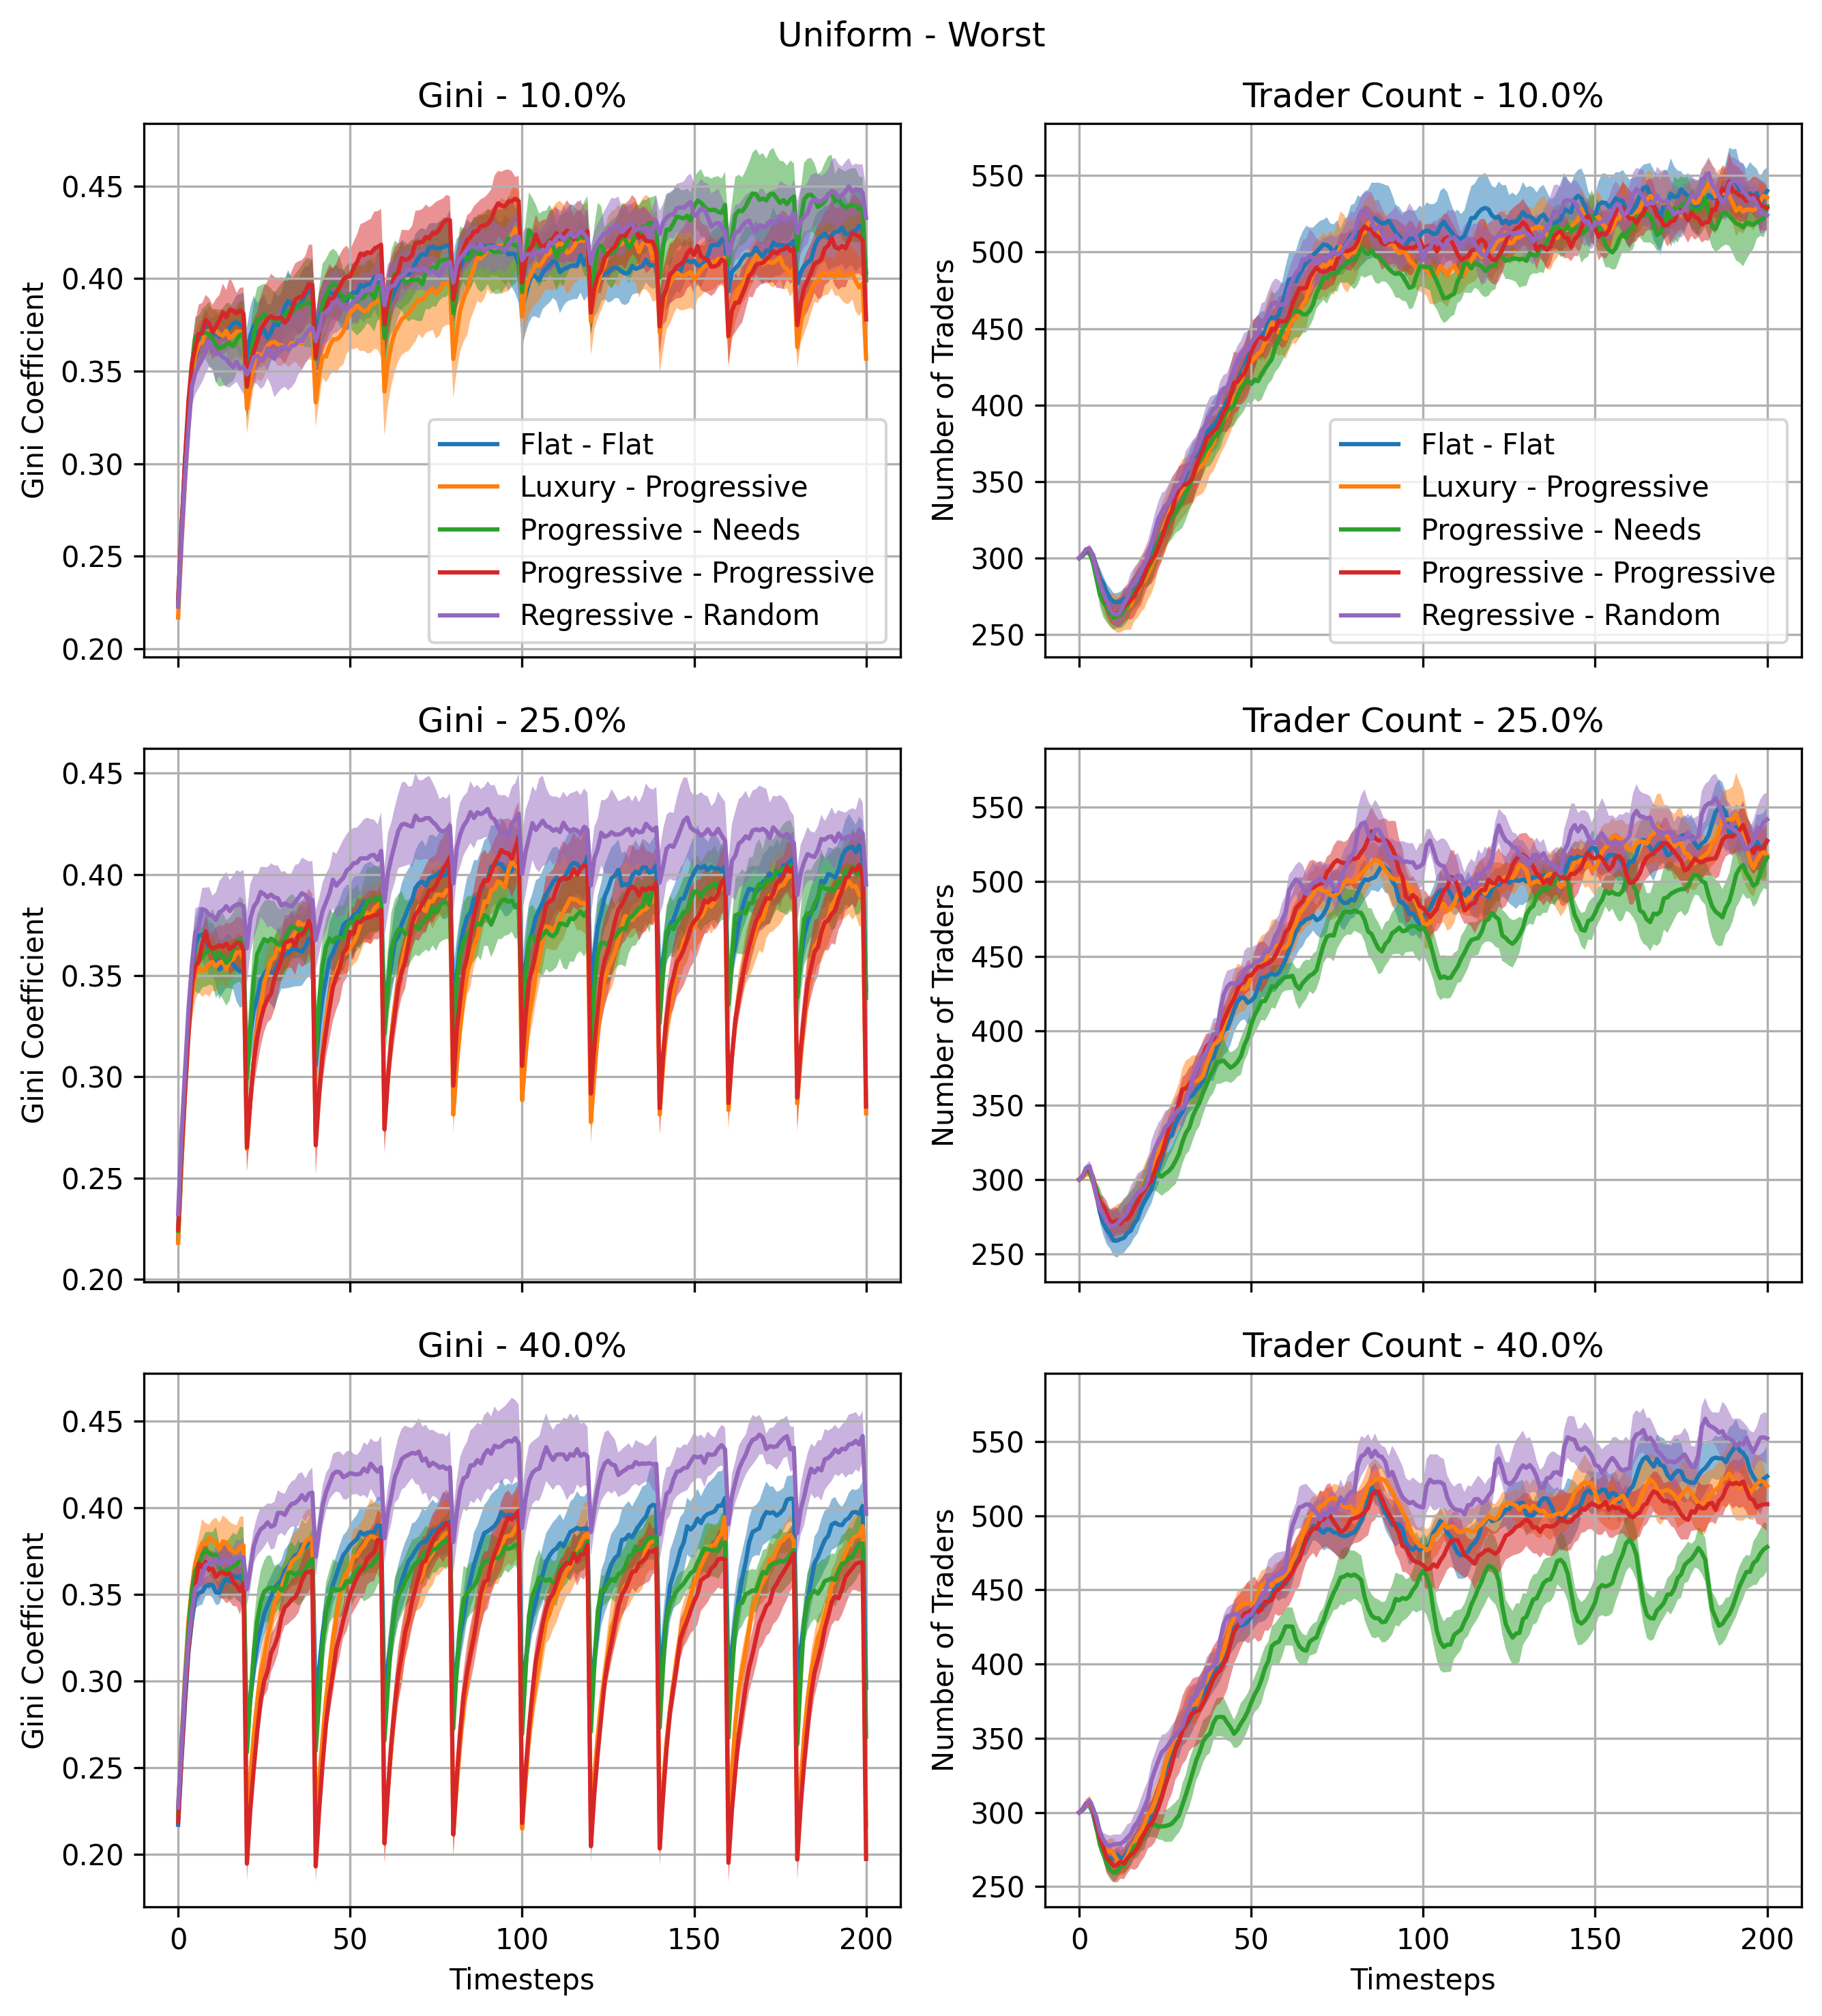 Uniform - Worst
Gini - 10.0%
Gini Coefficient
0.45
0.40
0.35
0.30
0.25
0.20
Flat - Flat
Luxury - Progressive
Progressive - Needs
Progressive - Progressive
Regressive - Random
Trader Count - 10.0%
Number of Traders
550
500
450
400
350
300
250
Flat - Flat
Luxury - Progressive
Progressive - Needs
Progressive - Progressive
Regressive - Random
Gini - 25.0%
Gini Coefficient
0.45
0.40
0.35
0.30
0.25
0.20
Trader Count - 25.0%
Number of Traders
550
500
450
400
350
300
250
Gini - 40.0%
Gini Coefficient
0.45
0.40
0.35
0.30
0.25
0.20
0 50 100 150 200
Timesteps
Trader Count - 40.0%
Number of Traders
550
500
450
400
350
300
250
0 50 100 150 200
Timesteps